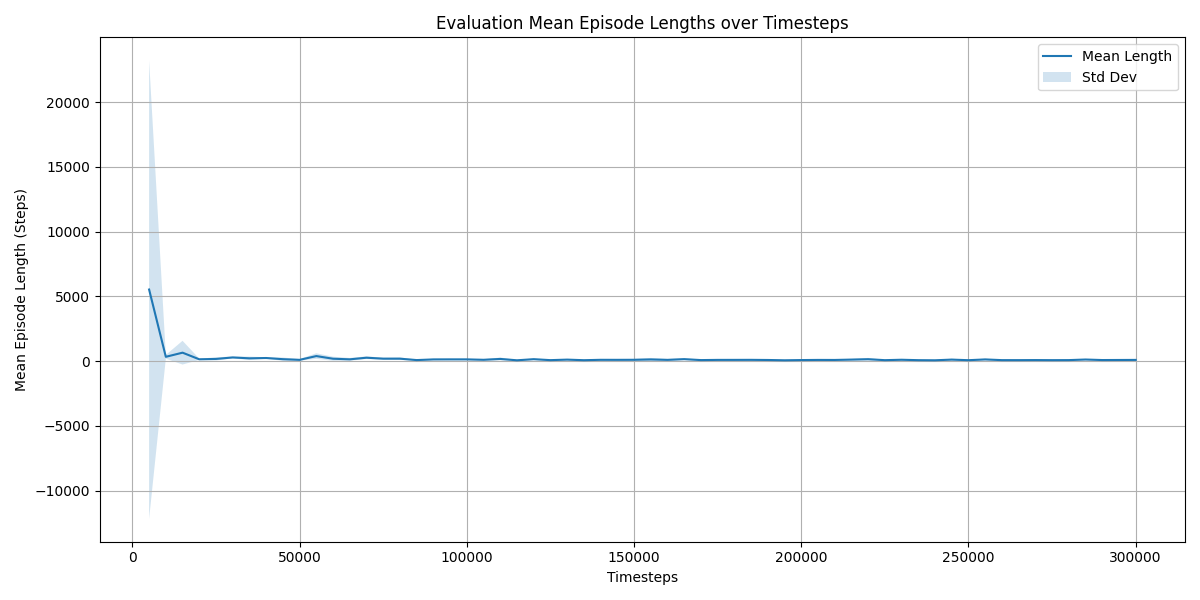 Evaluation Mean Episode Lengths over Timesteps
Mean Length
Std Dev
Mean Episode Length (Steps)
20000
15000
10000
5000
0
−5000
−10000
0 50000 100000 150000 200000 250000 300000
Timesteps